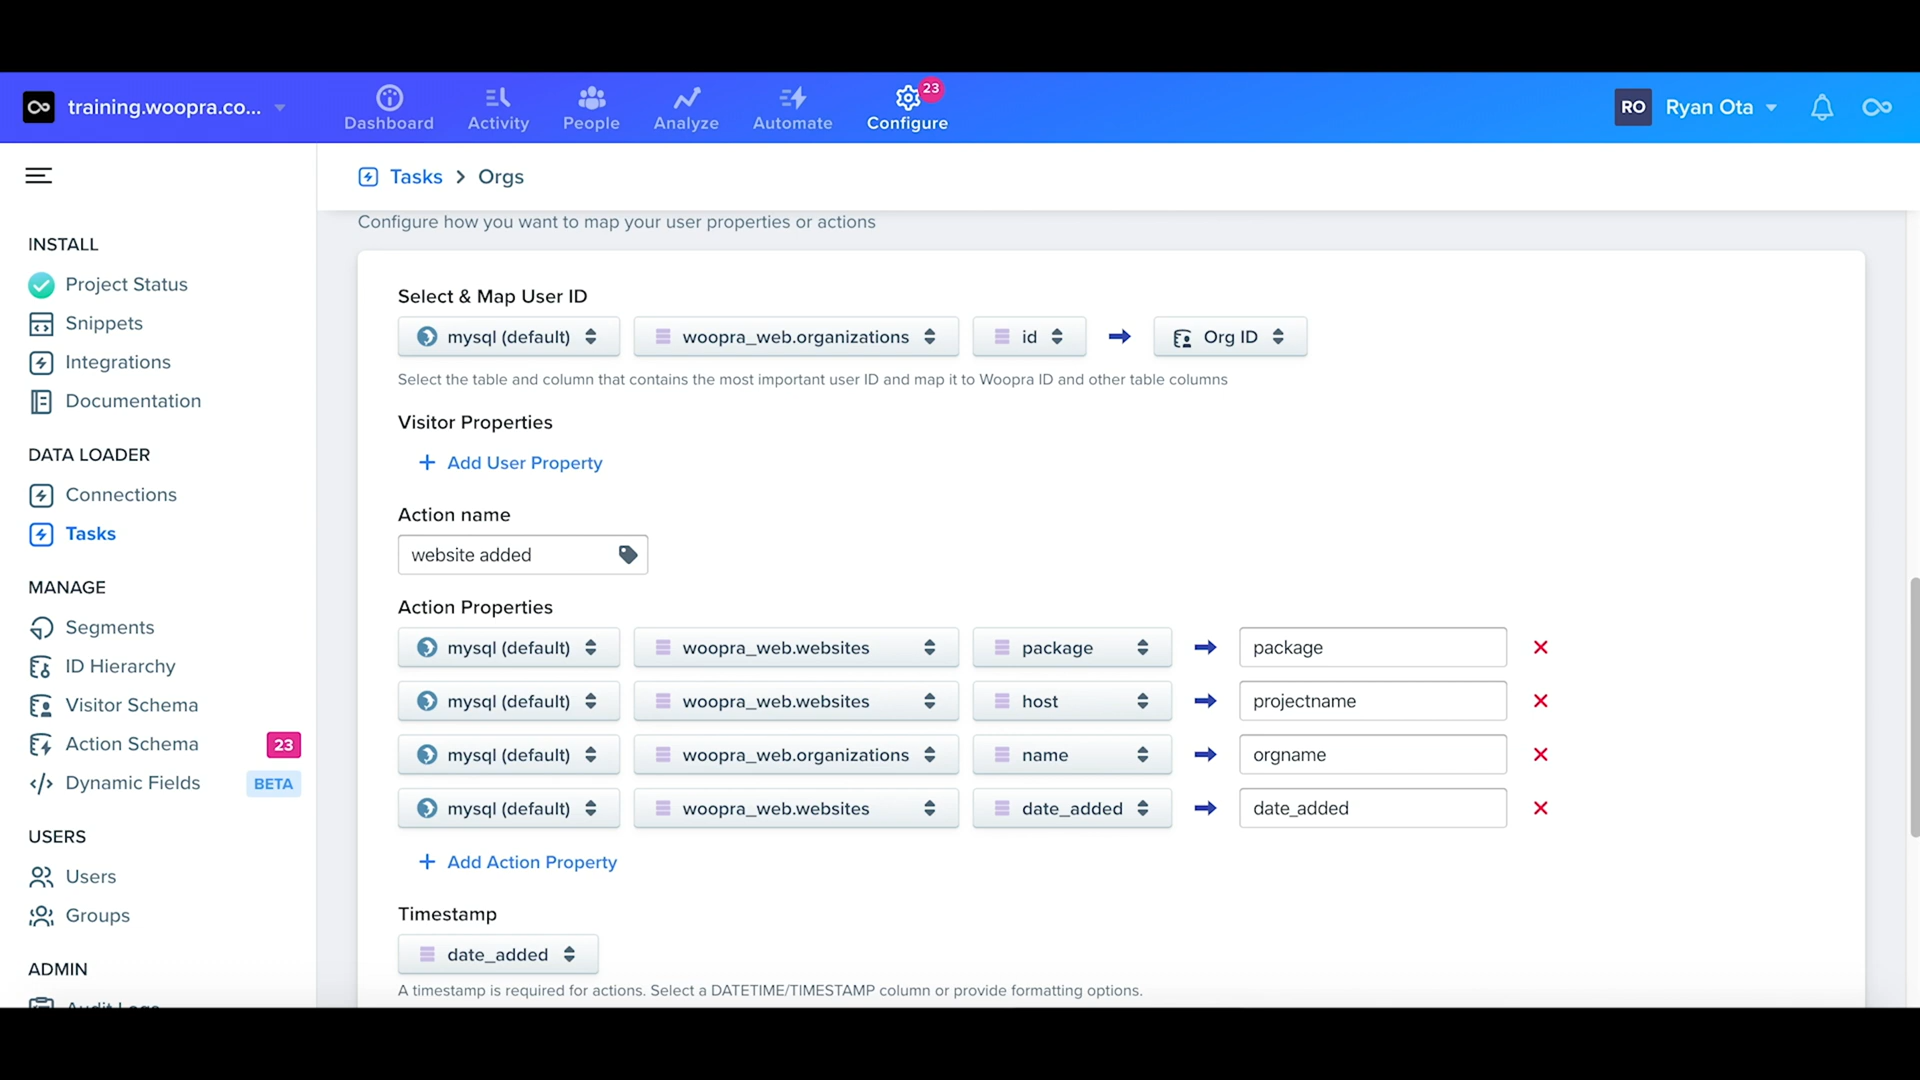 training.woopra.co...
Dashboard
Activity
People
Analyze
Automate
Configure
23
RO
Ryan Ota
INSTALL
Project Status
Snippets
Integrations
Documentation
DATA LOADER
Connections
Tasks
MANAGE
Segments
ID Hierarchy
Visitor Schema
Action Schema 23
Dynamic Fields BETA
USERS
Users
Groups
ADMIN
Audit Logs
Tasks > Orgs
Configure how you want to map your user properties or actions
Select & Map User ID
mysql (default) woopra_web.organizations id Org ID
Select the table and column that contains the most important user ID and map it to Woopra ID and other table columns
Visitor Properties
+ Add User Property
Action name
website added
Action Properties
mysql (default) woopra_web.websites package package
mysql (default) woopra_web.websites host projectname
mysql (default) woopra_web.organizations name orgname
mysql (default) woopra_web.websites date_added date_added
+ Add Action Property
Timestamp
date_added
A timestamp is required for actions. Select a DATETIME/TIMESTAMP column or provide formatting options.